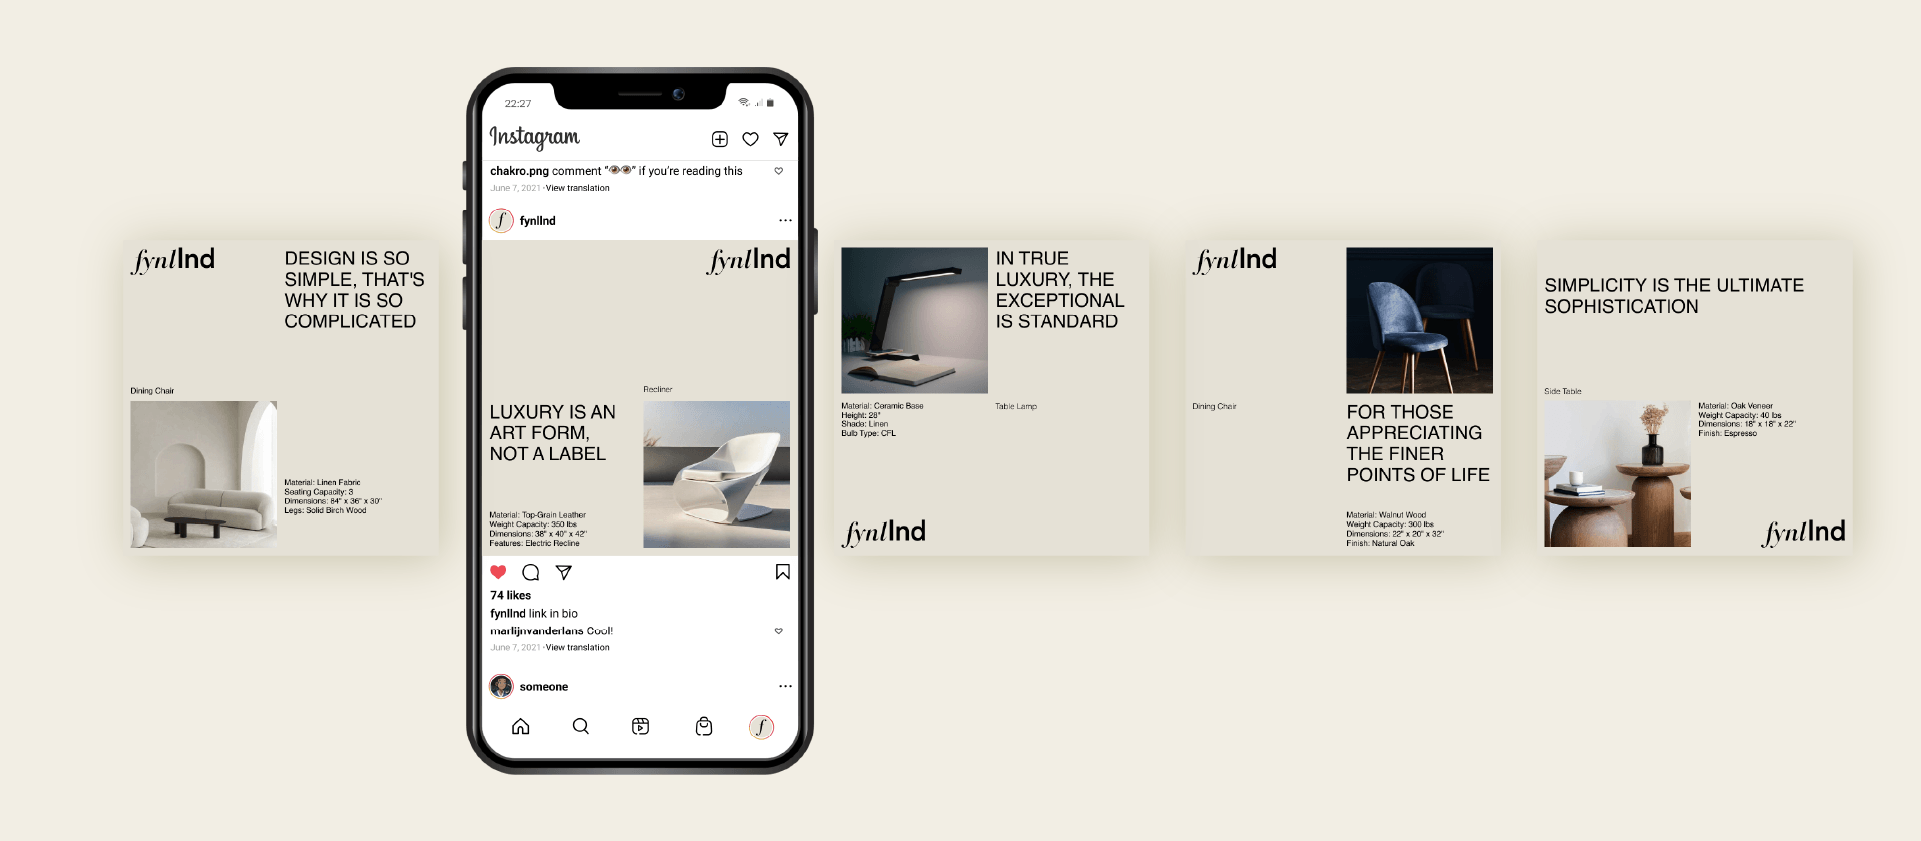 fynlInd
DESIGN IS SO
SIMPLE, THAT'S
WHY IT IS SO
COMPLICATED
Dining Chair
Material: Linen Fabric
Seating Capacity: 3
Dimensions: 84" x 36" x 30"
Legs: Solid Birch Wood
22:27
Instagram
chakro.png comment “👁️👁️” if you're reading this
June 7, 2021 · View translation
f fynlInd
fynlInd
Recliner
LUXURY IS AN
ART FORM,
NOT A LABEL
Material: Top-Grain Leather
Weight Capacity: 350 lbs
Dimensions: 38" x 40" x 42"
Features: Electric Recline
74 likes
fynlInd link in bio
marlijnvanderlans Cool!
June 7, 2021 · View translation
someone
f
IN TRUE
LUXURY, THE
EXCEPTIONAL
IS STANDARD
Material: Ceramic Base
Height: 28"
Shade: Linen
Bulb Type: CFL
Table Lamp
fynlInd
fynlInd
Dining Chair
FOR THOSE
APPRECIATING
THE FINER
POINTS OF LIFE
Material: Walnut Wood
Weight Capacity: 300 lbs
Dimensions: 22" x 20" x 32"
Finish: Natural Oak
SIMPLICITY IS THE ULTIMATE
SOPHISTICATION
Side Table
Material: Oak Veneer
Weight Capacity: 40 lbs
Dimensions: 18" x 18" x 22"
Finish: Espresso
fynlInd